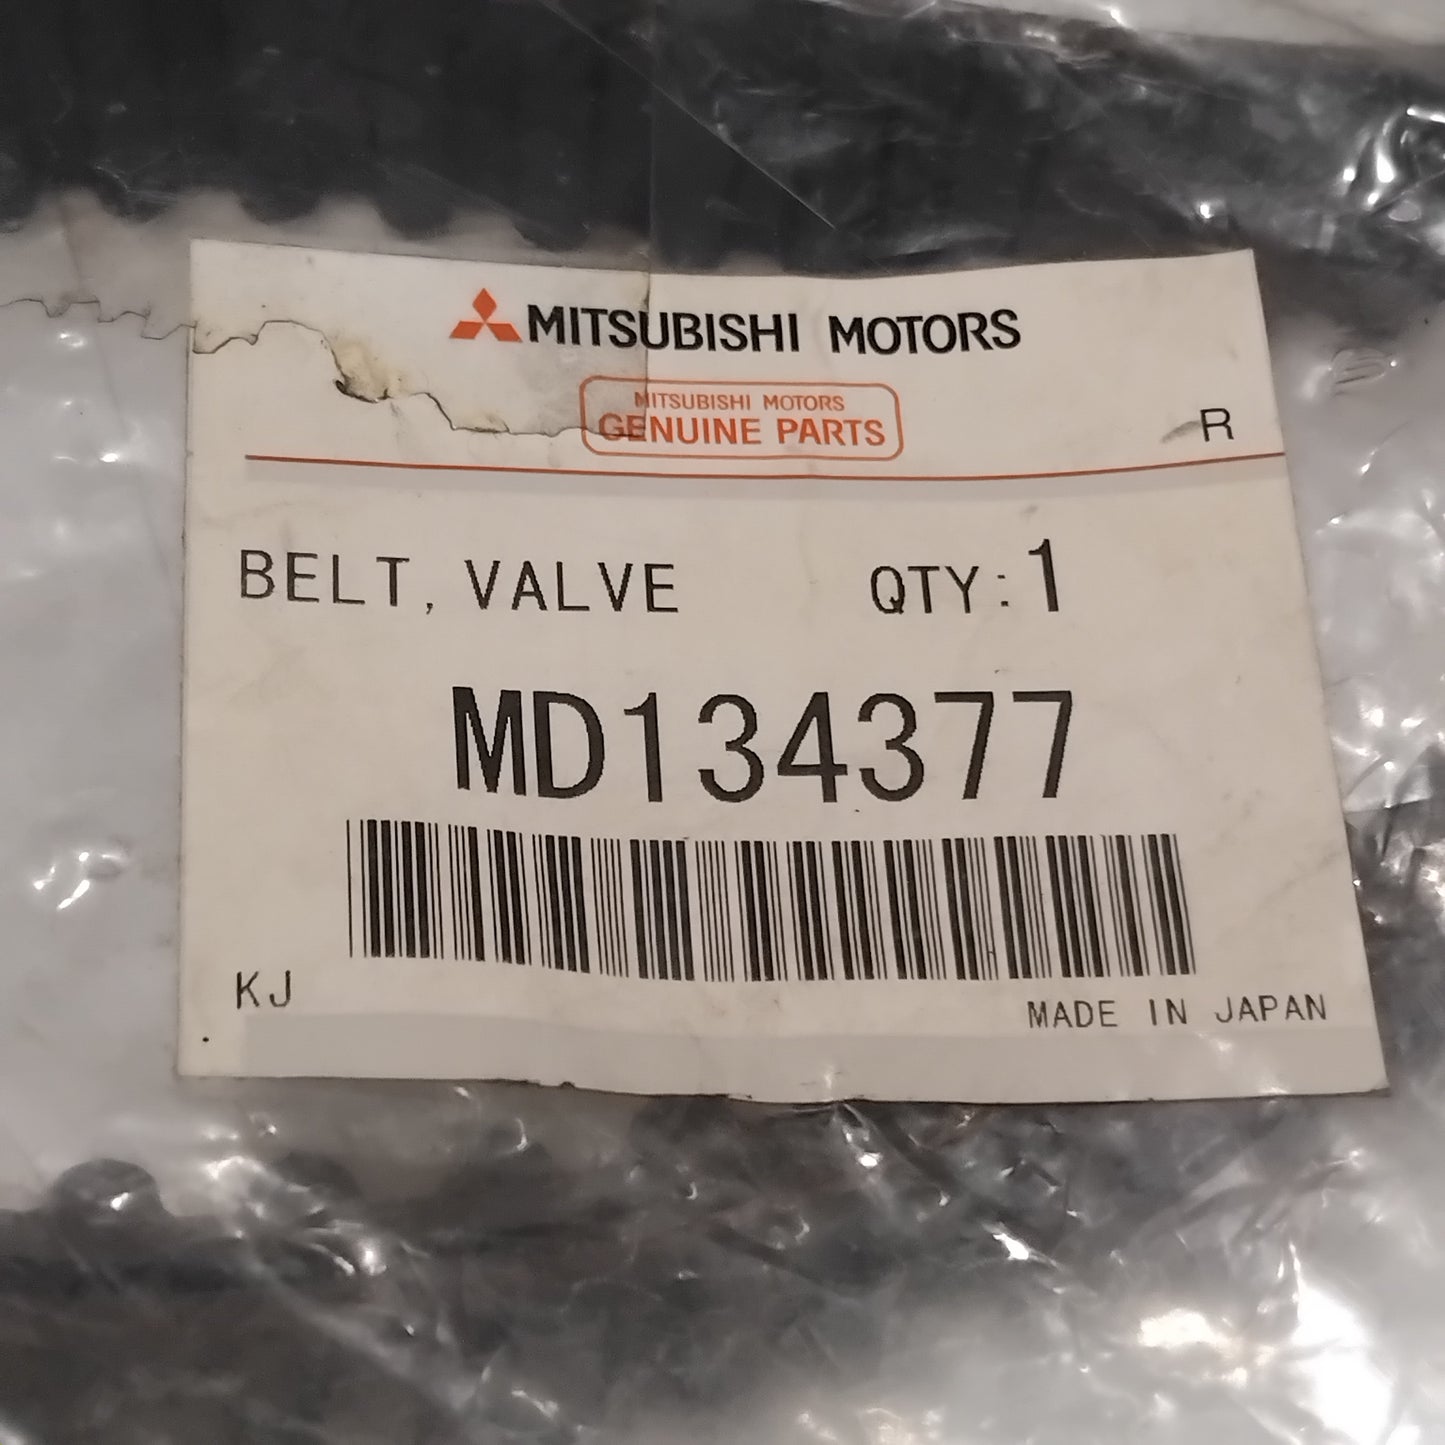 MITSUBISHI MOTORS
MITSUBISHI MOTORS
GENUINE PARTS
R
BELT, VALVE QTY: 1
MD134377
KJ
MADE IN JAPAN